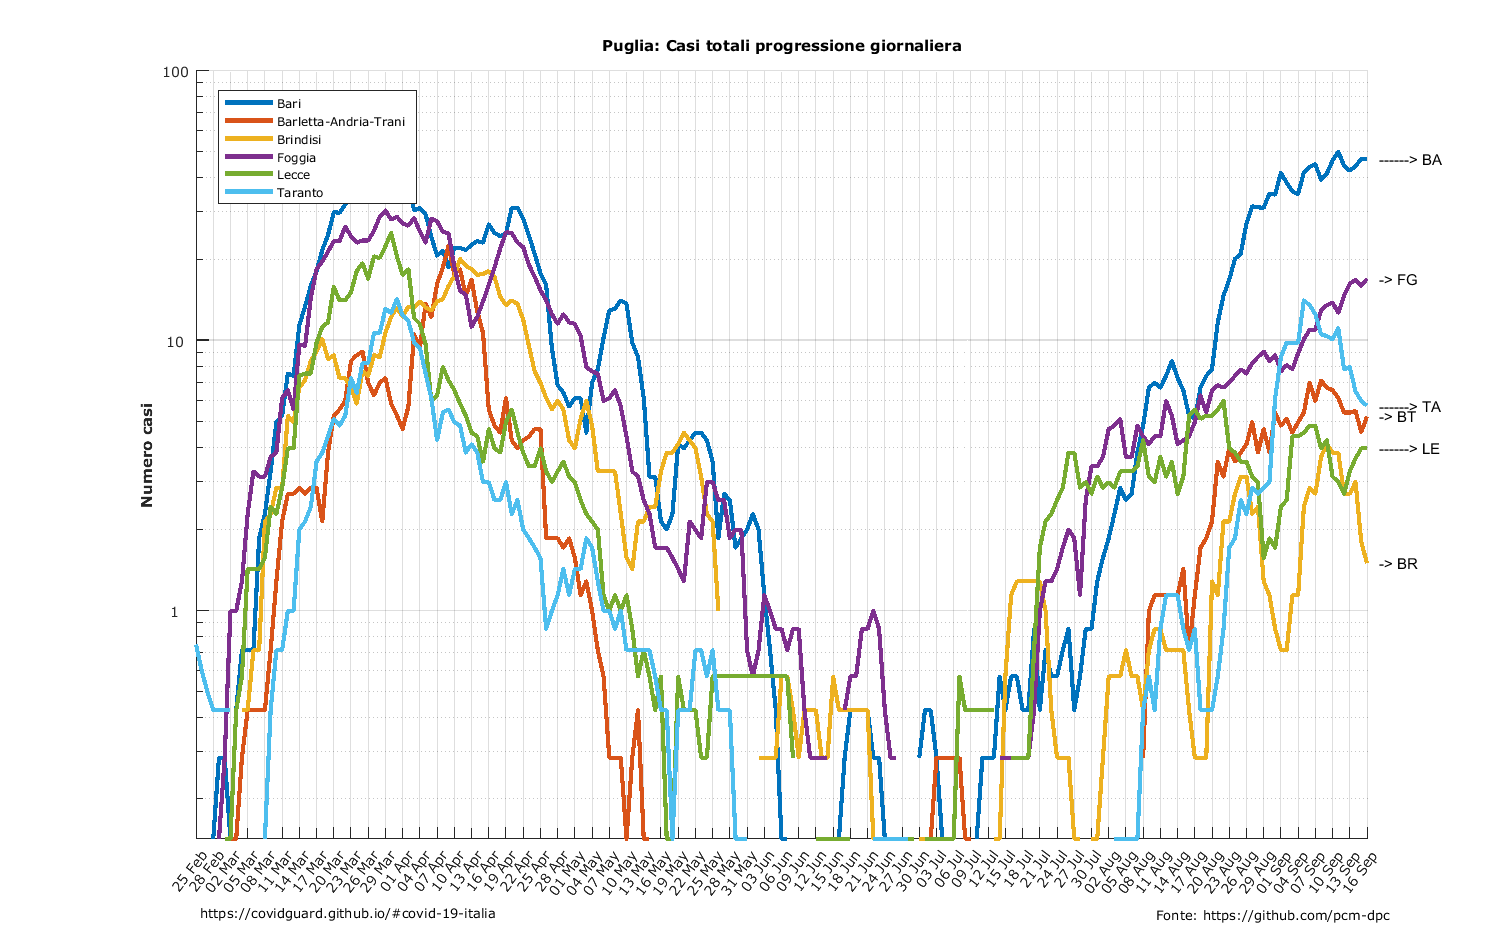 Puglia: Casi totali progressione giornaliera
100
10
1
Numero casi
Bari
Barletta-Andria-Trani
Brindisi
Foggia
Lecce
Taranto
------> BA
-> FG
------> TA
-> BT
------> LE
-> BR
25 Feb
28 Feb
02 Mar
05 Mar
08 Mar
11 Mar
14 Mar
17 Mar
20 Mar
23 Mar
26 Mar
29 Mar
01 Apr
04 Apr
07 Apr
10 Apr
13 Apr
16 Apr
19 Apr
22 Apr
25 Apr
28 Apr
01 May
04 May
07 May
10 May
13 May
16 May
19 May
22 May
25 May
28 May
31 May
03 Jun
06 Jun
09 Jun
12 Jun
15 Jun
18 Jun
21 Jun
24 Jun
27 Jun
30 Jun
03 Jul
06 Jul
09 Jul
12 Jul
15 Jul
18 Jul
21 Jul
24 Jul
27 Jul
30 Jul
02 Aug
05 Aug
08 Aug
11 Aug
14 Aug
17 Aug
20 Aug
23 Aug
26 Aug
29 Aug
01 Sep
04 Sep
07 Sep
10 Sep
13 Sep
16 Sep
https://covidguard.github.io/#covid-19-italia
Fonte: https://github.com/pcm-dpc